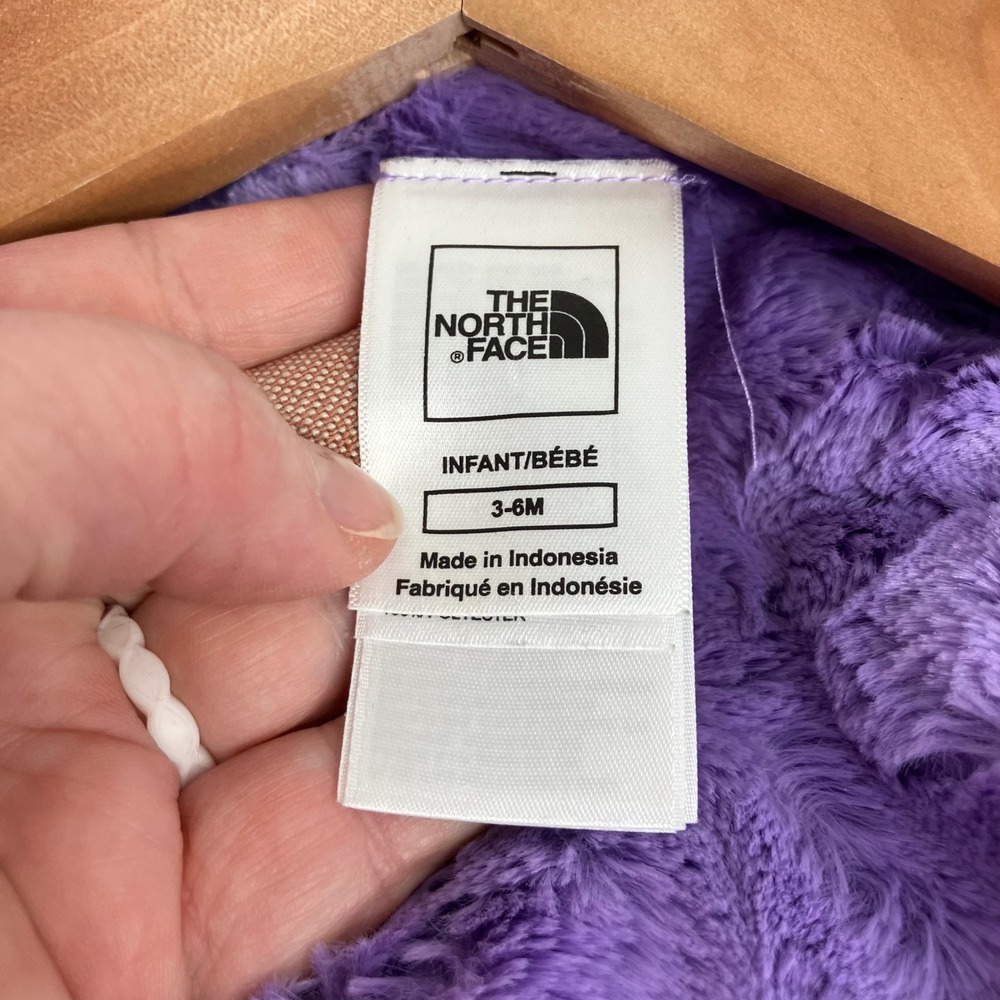 THE
NORTH
® FACE
INFANT/BÉBÉ
3-6M
Made in Indonesia
Fabriqué en Indonésie